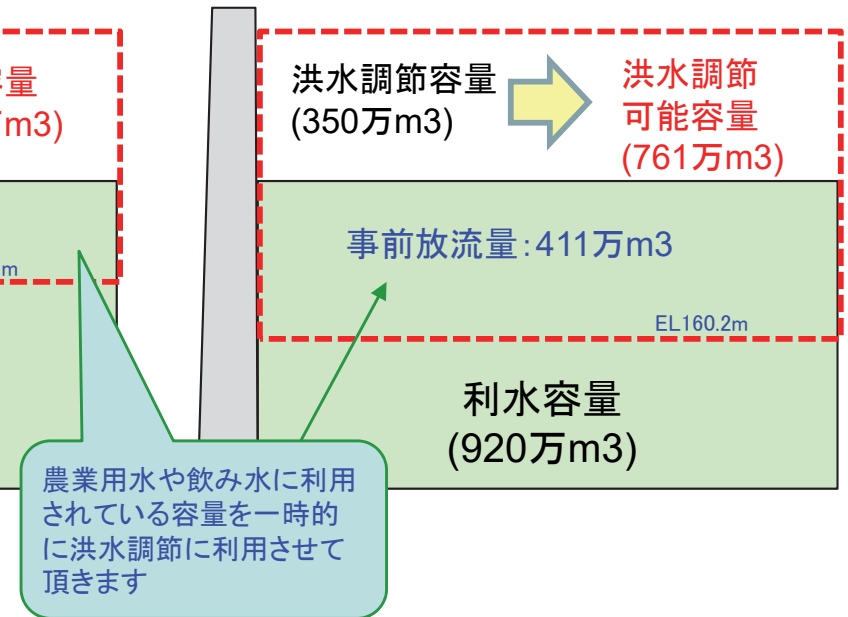 量
m3)
m
洪水調節容量
(350万m3)
洪水調節
可能容量
(761万m3)
事前放流量:411万m3
EL160.2m
利水容量
(920万m3)
農業用水や飲み水に利用
されている容量を一時的
に洪水調節に利用させて
頂きます